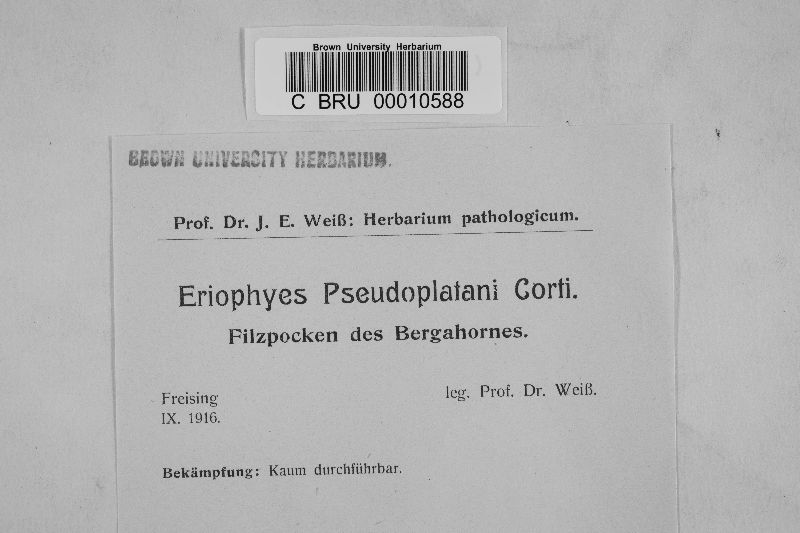 Brown University Herbarium
C BRU 00010588
BROWN UNIVERSITY HERBARIUM.
Prof. Dr. J. E. Weiß: Herbarium pathologicum.
Eriophyes Pseudoplatani Corti.
Filzpocken des Bergahornes.
Freising
leg. Prof. Dr. Weiß.
IX. 1916.
Bekämpfung: Kaum durchführbar.